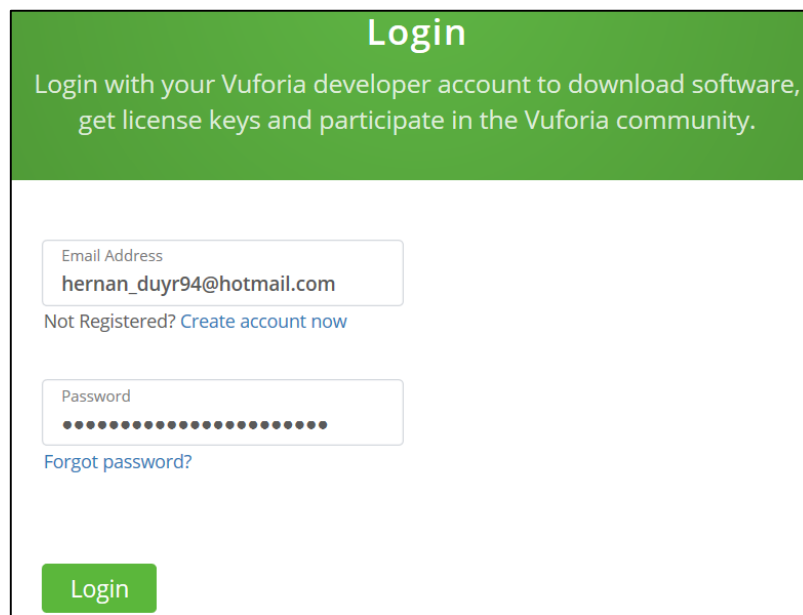 Login
Login with your Vuforia developer account to download software,
get license keys and participate in the Vuforia community.
Email Address
hernan_duyr94@hotmail.com
Not Registered? Create account now
Password
●●●●●●●●●●●●●●●●●●●●●●●
Forgot password?
Login